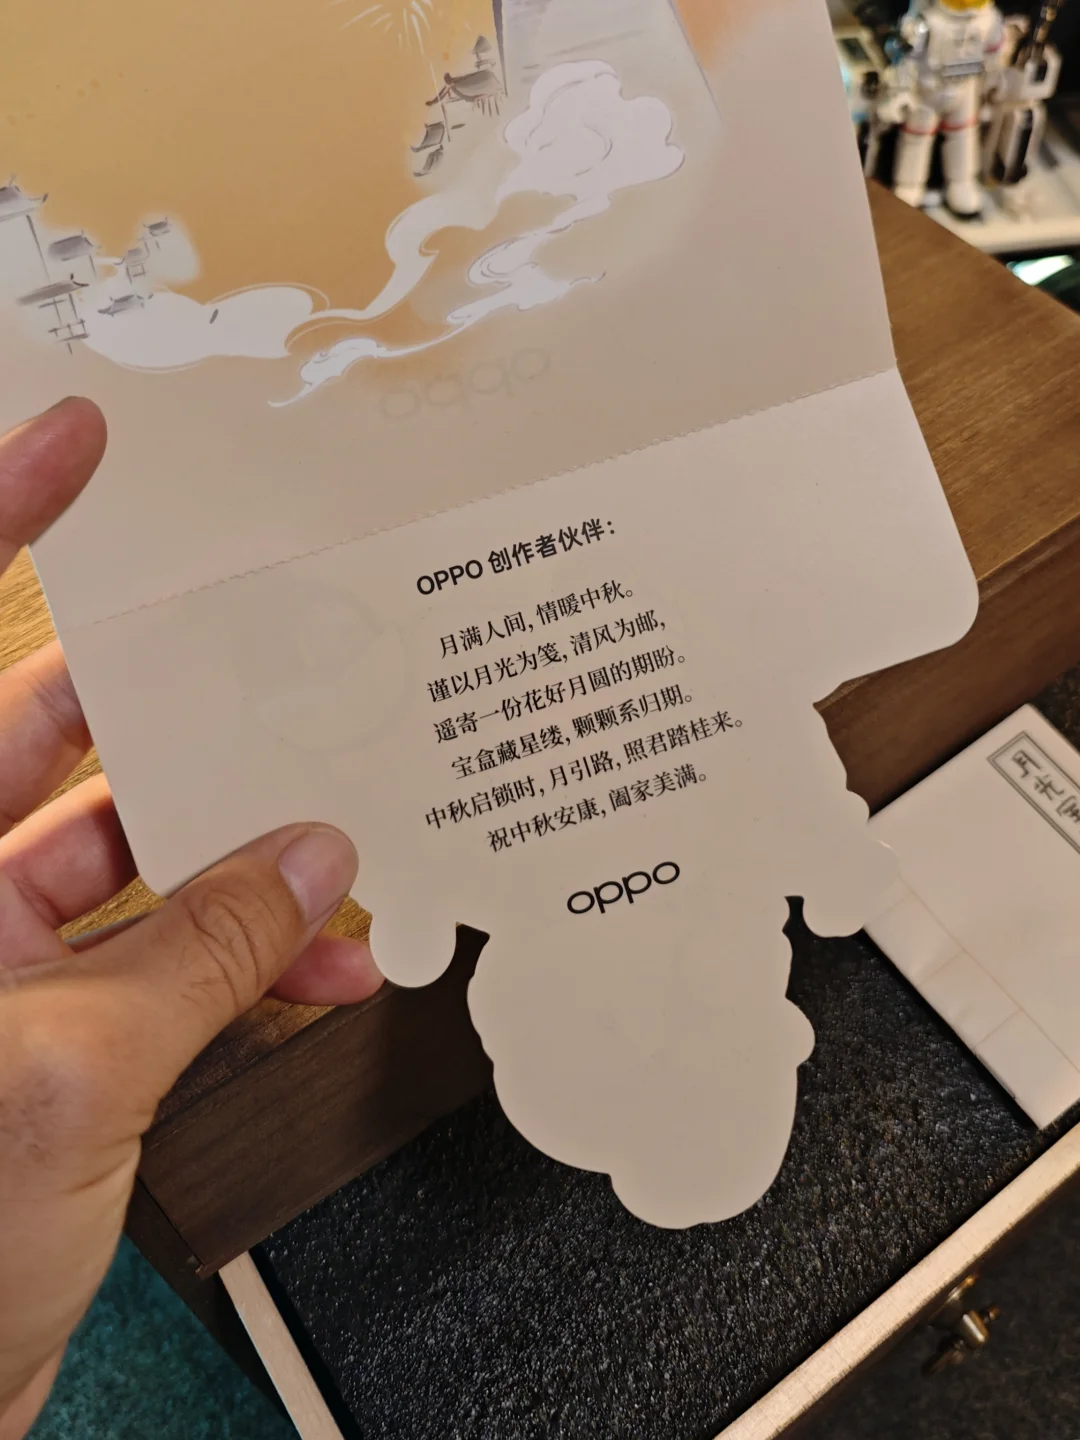 OPPO 创作者伙伴：
月满人间，情暖中秋。
谨以月光为笺，清风为邮，
遥寄一份花好月圆的期盼。
宝盒藏星缕，颗颗系归期。
中秋启锁时，月引路，照君踏桂来。
祝中秋安康，阖家美满。
oppo
月光宝